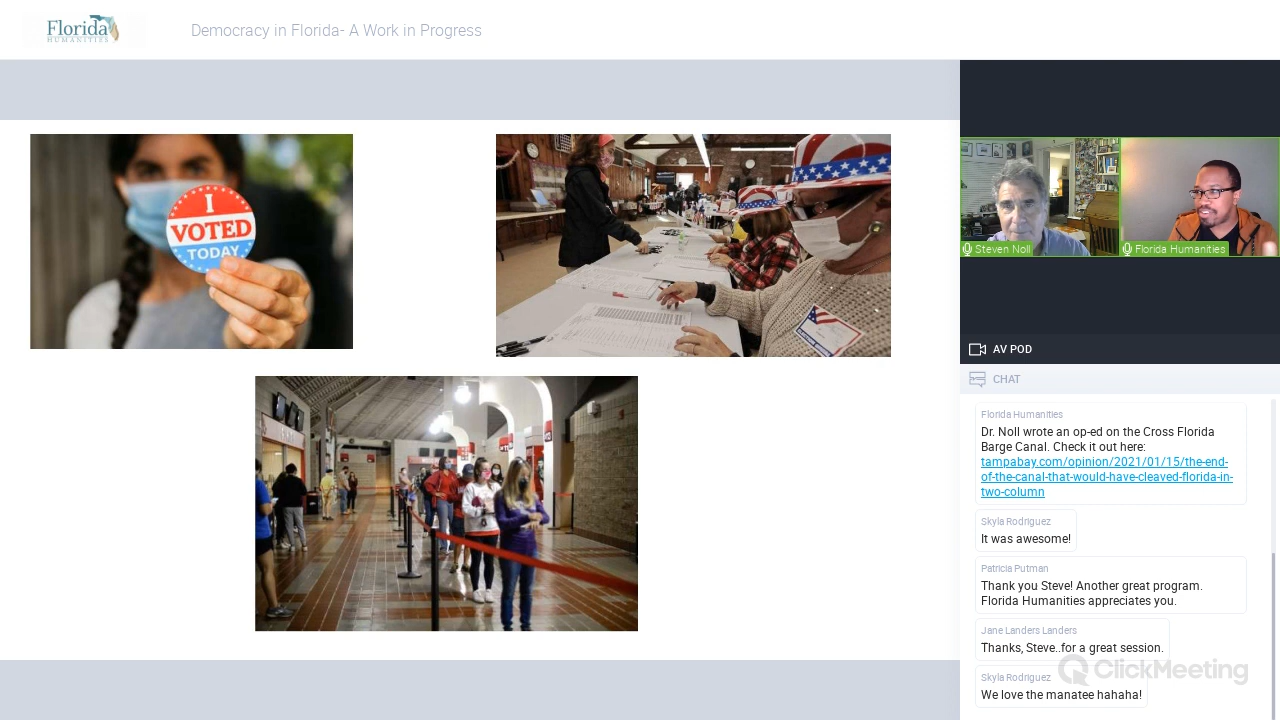 Florida
HUMANITIES
Democracy in Florida- A Work in Progress
I
VOTED
TODAY
Steven Noll
Florida Humanities
AV POD
CHAT
Florida Humanities
Dr. Noll wrote an op-ed on the Cross Florida
Barge Canal. Check it out here:
tampabay.com/opinion/2021/01/15/the-end-
of-the-canal-that-would-have-cleaved-florida-in-
two-column
Skyla Rodriguez
It was awesome!
Patricia Putman
Thank you Steve! Another great program.
Florida Humanities appreciates you.
Jane Landers Landers
Thanks, Steve..for a great session.
Skyla Rodriguez
We love the manatee hahaha!
ClickMeeting